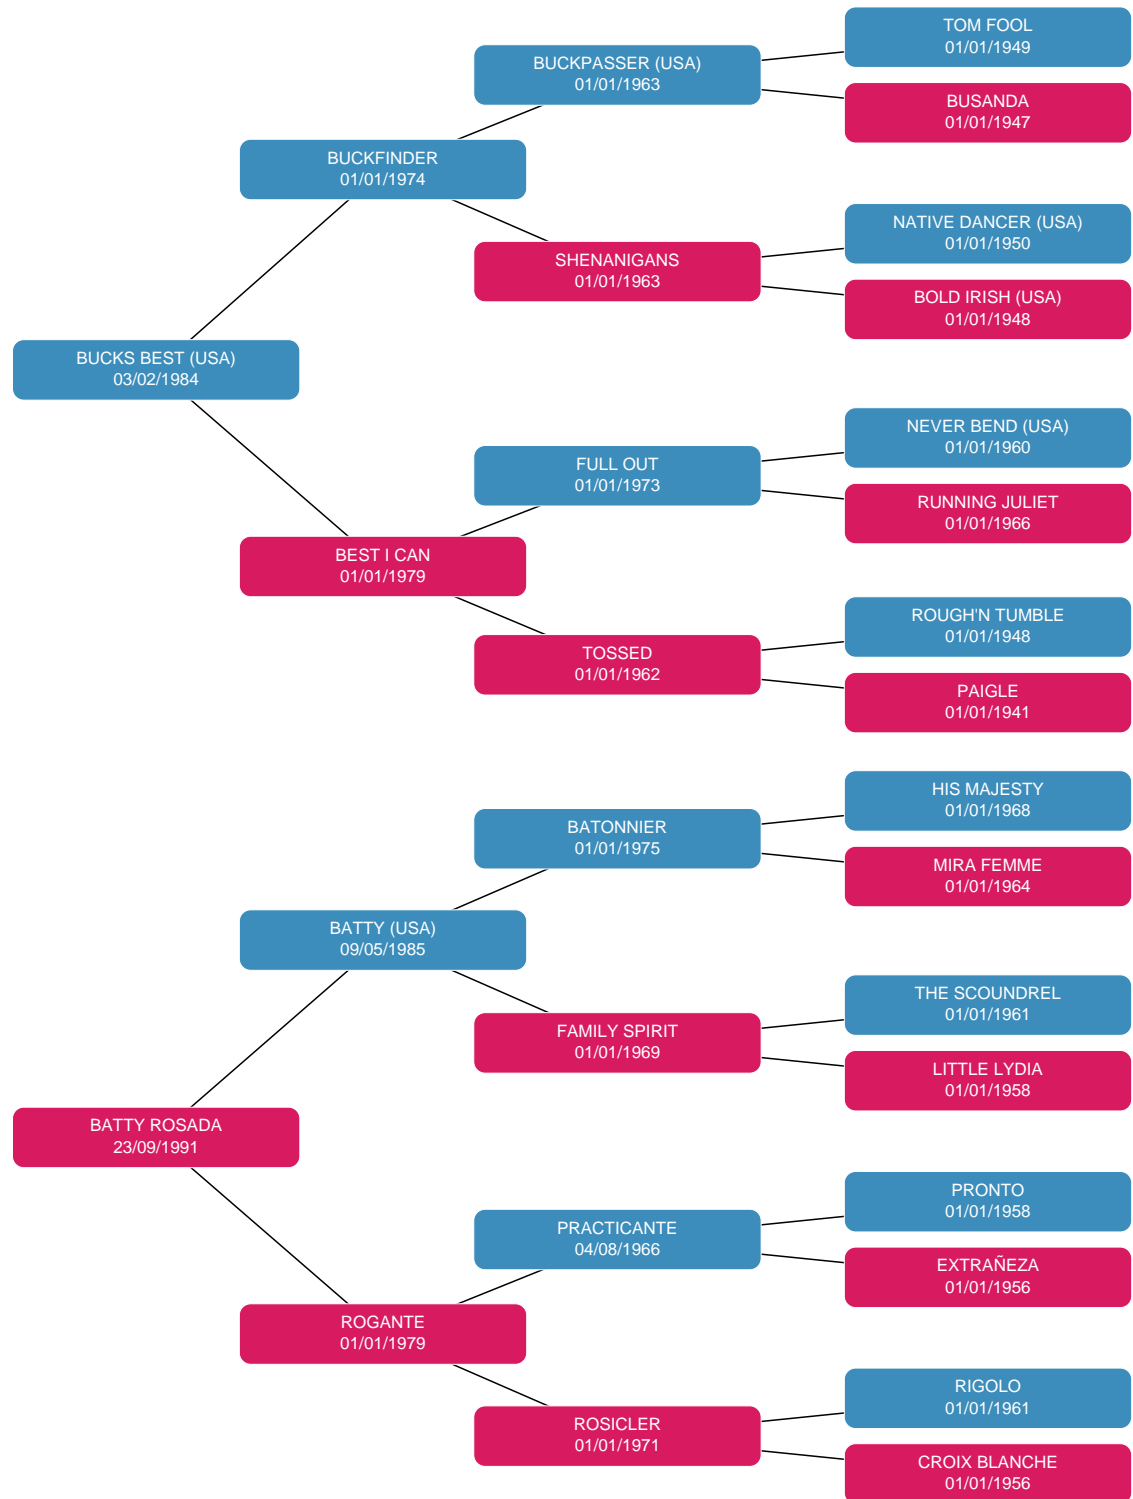 TOM FOOL
01/01/1949
BUCKPASSER (USA)
01/01/1963
BUSANDA
01/01/1947
BUCKFINDER
01/01/1974
NATIVE DANCER (USA)
01/01/1950
SHENANIGANS
01/01/1963
BOLD IRISH (USA)
01/01/1948
BUCKS BEST (USA)
03/02/1984
NEVER BEND (USA)
01/01/1960
FULL OUT
01/01/1973
RUNNING JULIET
01/01/1966
BEST I CAN
01/01/1979
ROUGH'N TUMBLE
01/01/1948
TOSSED
01/01/1962
PAIGLE
01/01/1941
HIS MAJESTY
01/01/1968
BATONNIER
01/01/1975
MIRA FEMME
01/01/1964
BATTY (USA)
09/05/1985
THE SCOUNDREL
01/01/1961
FAMILY SPIRIT
01/01/1969
LITTLE LYDIA
01/01/1958
BATTY ROSADA
23/09/1991
PRONTO
01/01/1958
PRACTICANTE
04/08/1966
EXTRAÑEZA
01/01/1956
ROGANTE
01/01/1979
RIGOLO
01/01/1961
ROSICLER
01/01/1971
CROIX BLANCHE
01/01/1956